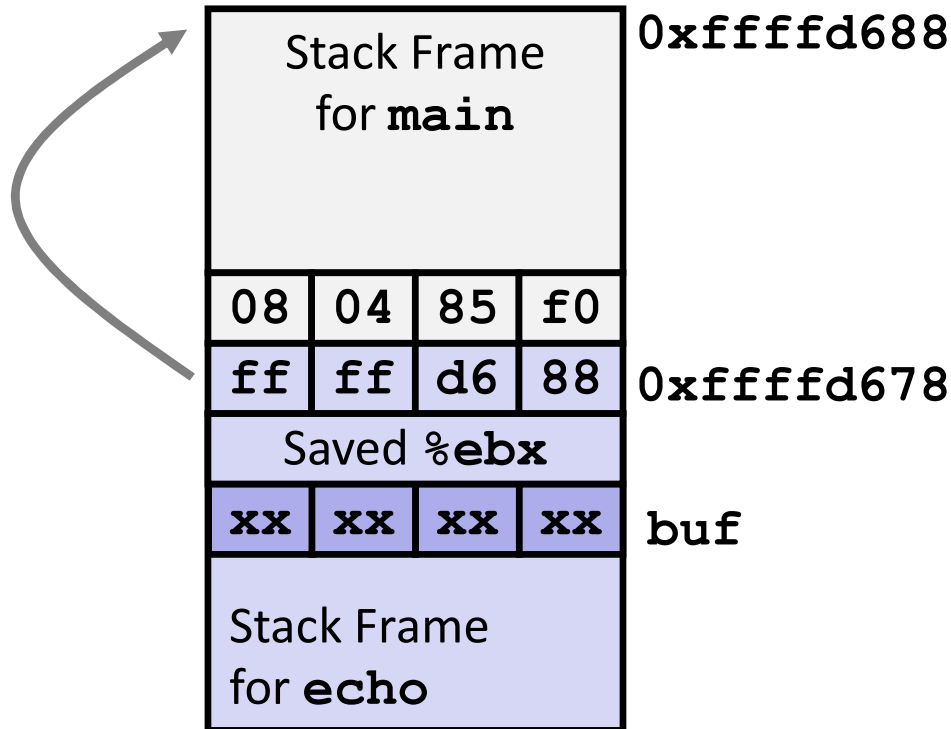 Stack Frame
for main
0xffffd688
08 04 85 f0
ff ff d6 88
0xffffd678
Saved %ebx
xx xx xx xx
buf
Stack Frame
for echo